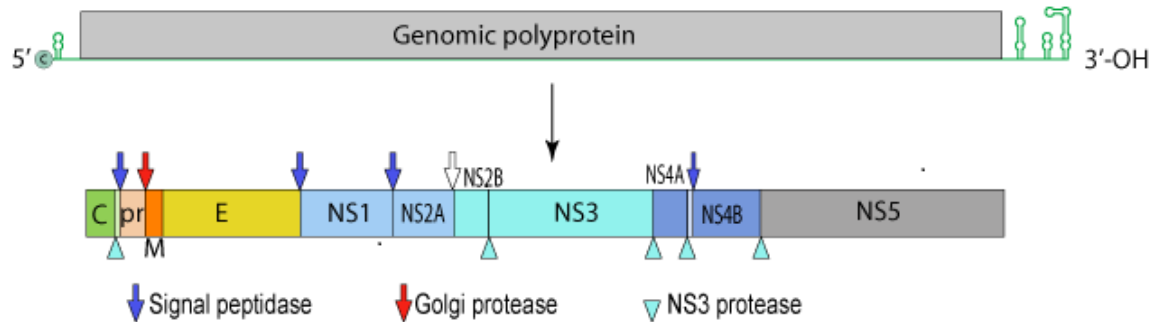 Genomic polyprotein
5′ C 3′-OH
NS2B NS4A
C pr E NS1 NS2A NS3 NS4B NS5
M
Signal peptidase Golgi protease NS3 protease